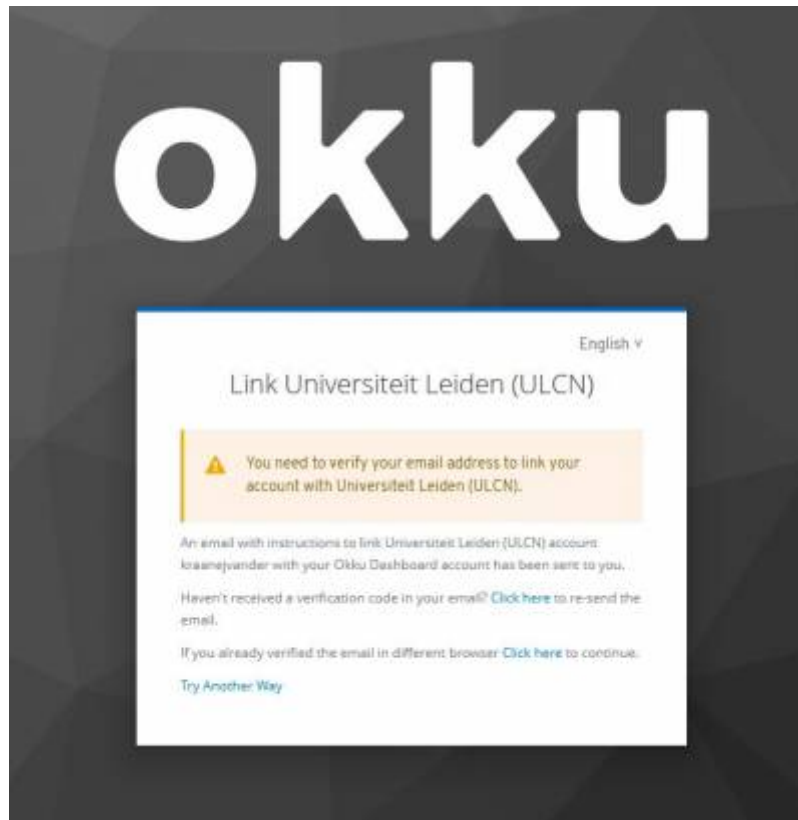 okku
English
Link Universiteit Leiden (ULCN)
You need to verify your email address to link your
account with Universiteit Leiden (ULCN).
An email with instructions to link Universiteit Leiden (ULCN) account
kraanejvander with your Okku Dashboard account has been sent to you.
Haven't received a verification code in your email? Click here to re-send the
email.
If you already verified the email in different browser Click here to continue.
Try Another Way